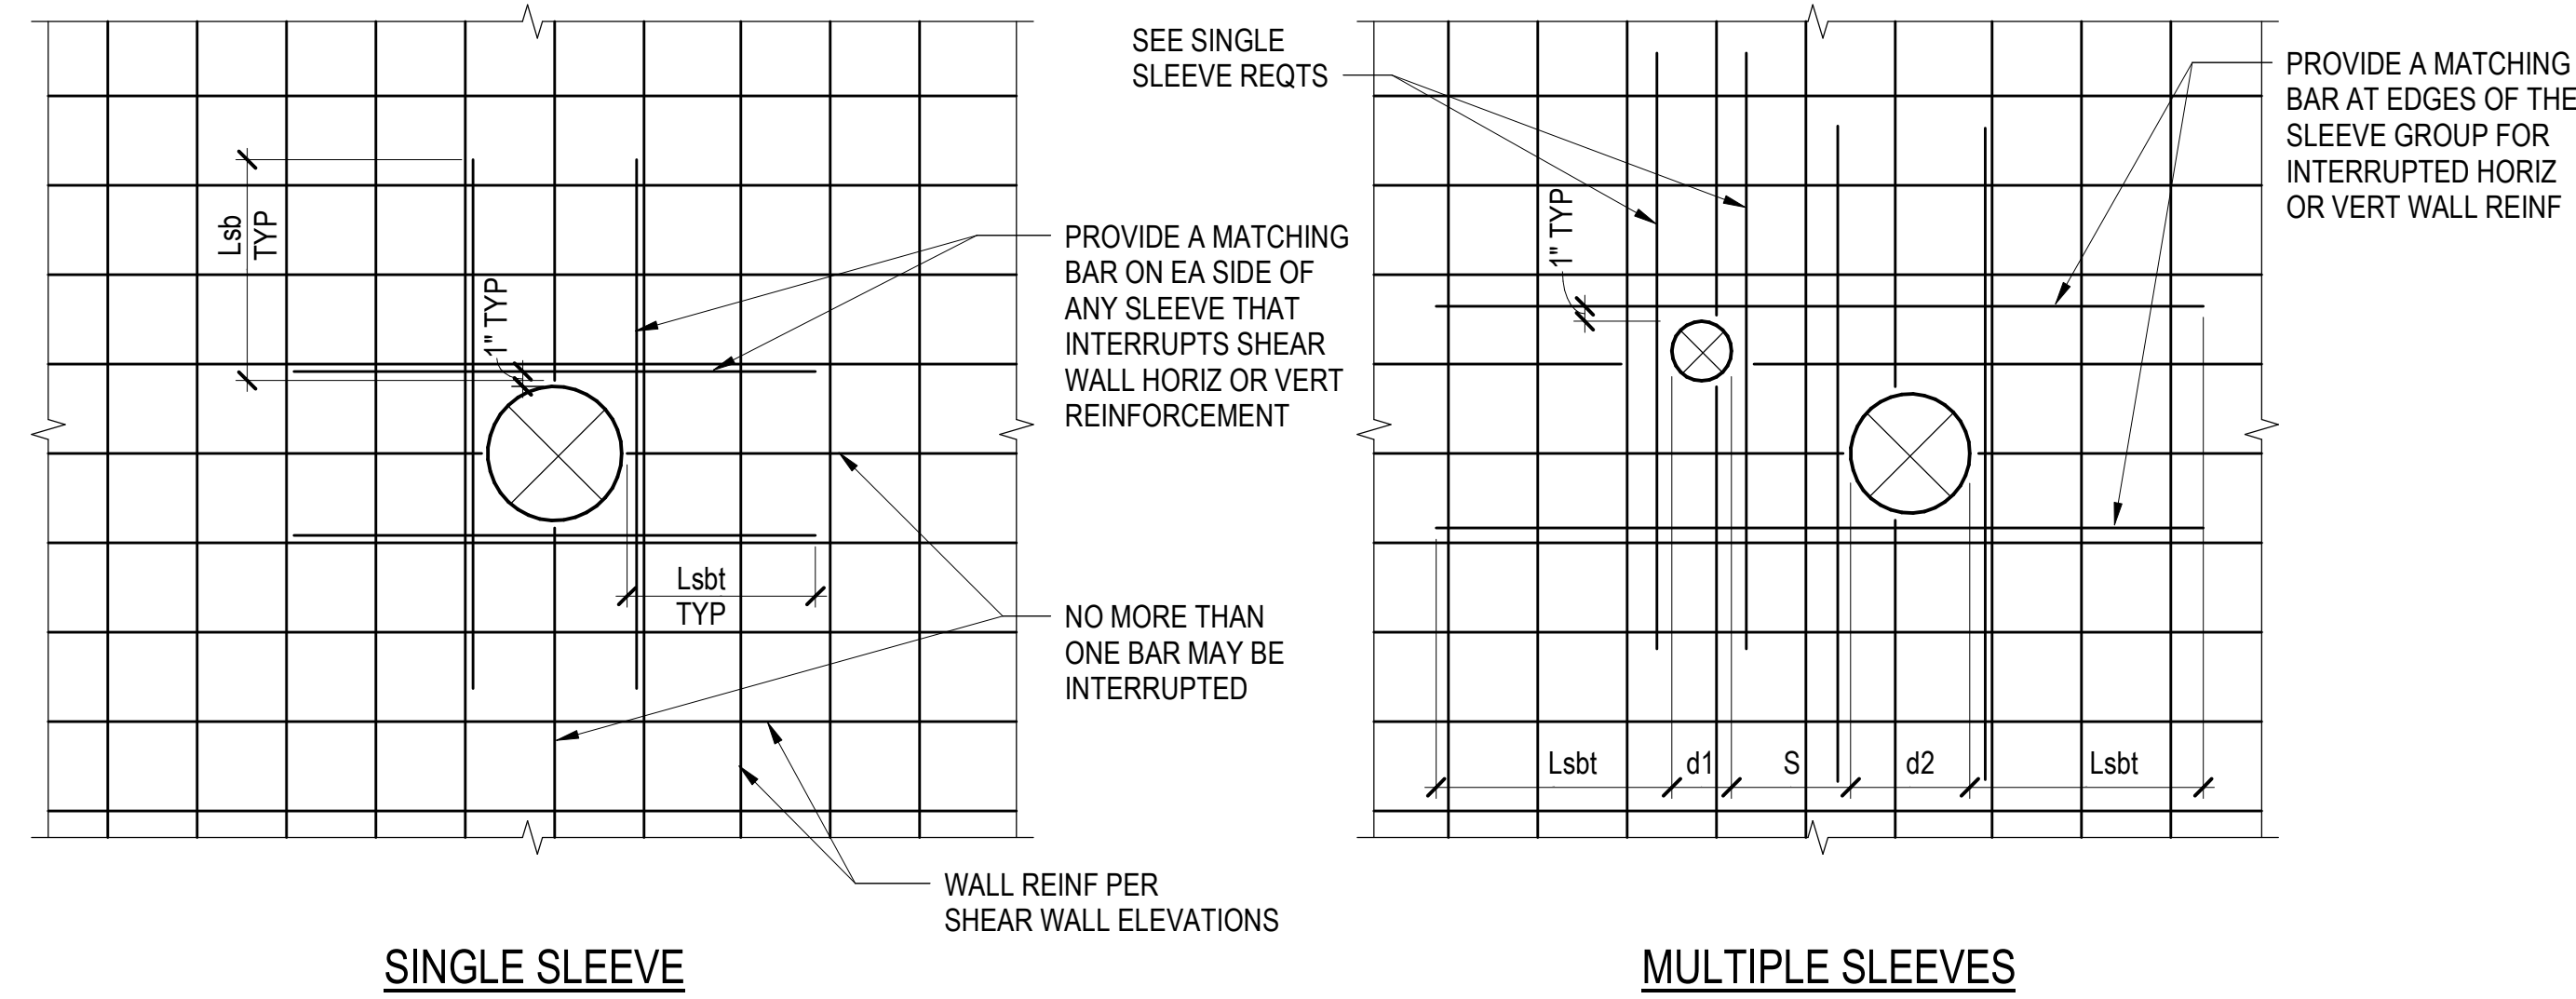 Lsb
TYP
1" TYP
PROVIDE A MATCHING
BAR ON EA SIDE OF
ANY SLEEVE THAT
INTERRUPTS SHEAR
WALL HORIZ OR VERT
REINFORCEMENT
Lsbt
TYP
NO MORE THAN
ONE BAR MAY BE
INTERRUPTED
WALL REINF PER
SHEAR WALL ELEVATIONS
SINGLE SLEEVE
SEE SINGLE
SLEEVE REQTS
1" TYP
PROVIDE A MATCHING
BAR AT EDGES OF THE
SLEEVE GROUP FOR
INTERRUPTED HORIZ
OR VERT WALL REINF
Lsbt
d1
S
d2
Lsbt
MULTIPLE SLEEVES